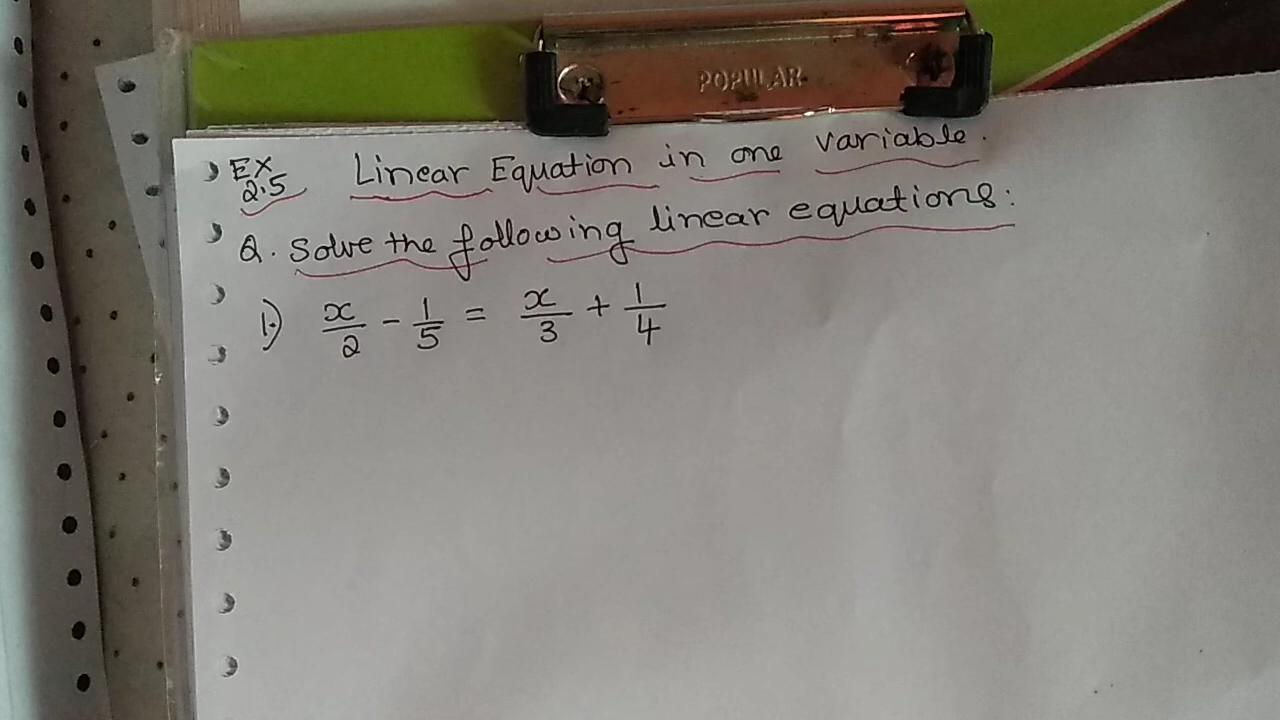 POPULAR
Ex 2.5 Linear Equation in one variable.
Q. Solve the following linear equations:
1.) x/2 - 1/5 = x/3 + 1/4